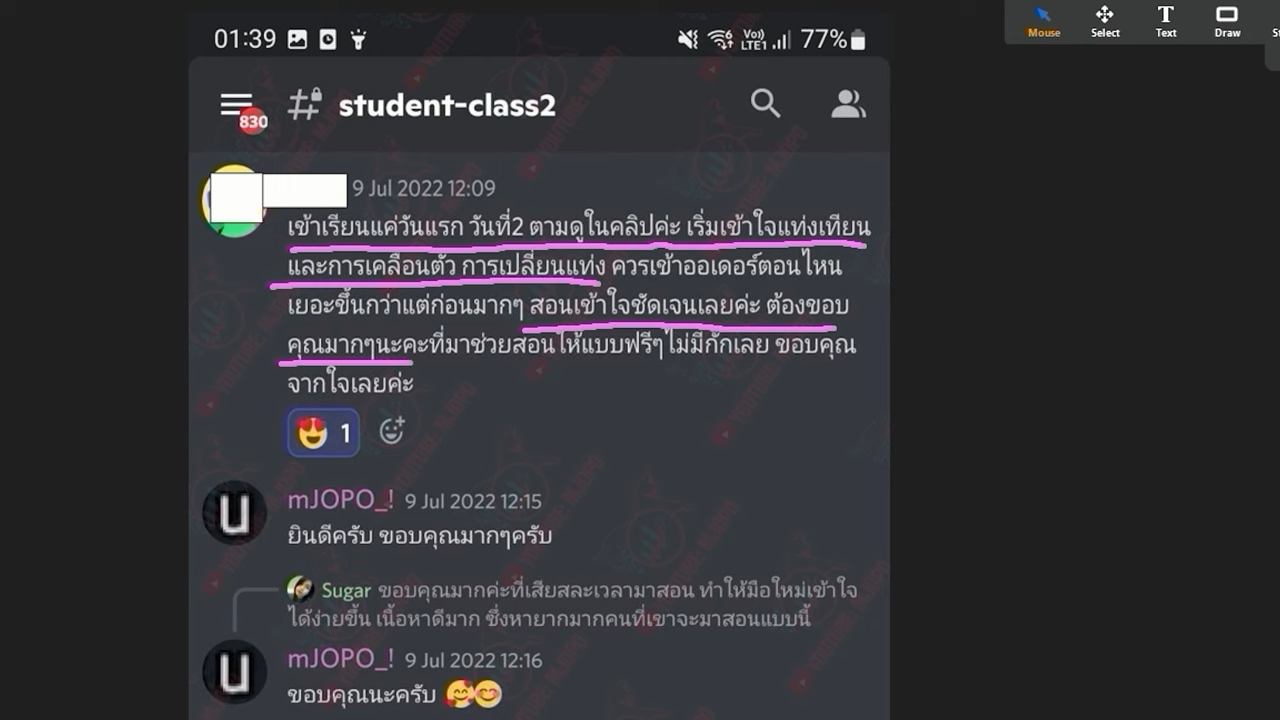 01:39
Vo))
LTE1
77%
Mouse
Select
Text
Draw
830
student-class2
9 Jul 2022 12:09
เข้าเรียนแค่วันแรก วันที่2 ตามดูในคลิปค่ะ เริ่มเข้าใจแท่งเทียน
และการเคลื่อนตัว การเปลี่ยนแท่ง ควรเข้าออเดอร์ตอนไหน
เยอะขึ้นกว่าแต่ก่อนมากๆ สอนเข้าใจชัดเจนเลยค่ะ ต้องขอบ
คุณมากๆนะคะที่มาช่วยสอนให้แบบฟรีๆไม่มีกั๊กเลย ขอบคุณ
จากใจเลยค่ะ
1
mJOPO_! 9 Jul 2022 12:15
ยินดีครับ ขอบคุณมากๆครับ
Sugar ขอบคุณมากค่ะที่เสียสละเวลามาสอน ทำให้มือใหม่เข้าใจ
ได้ง่ายขึ้น เนื้อหาดีมาก ซึ่งหายากมากคนที่เขาจะมาสอนแบบนี้
mJOPO_! 9 Jul 2022 12:16
ขอบคุณนะครับ 🥰😊